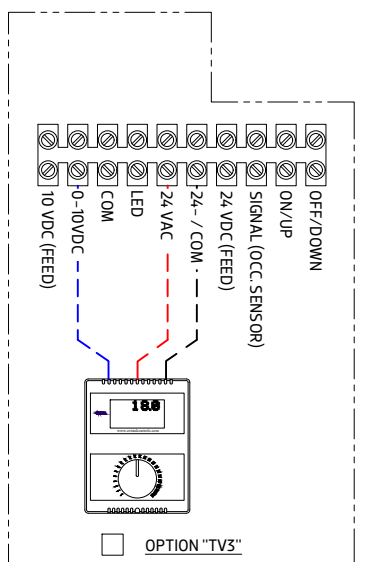 10 VDC (FEED)
0-10VDC
COM
LED
24 VAC
24- / COM
24 VDC (FEED)
SIGNAL (OCC. SENSOR)
ON/UP
OFF/DOWN
18.8
OPTION "TV3"